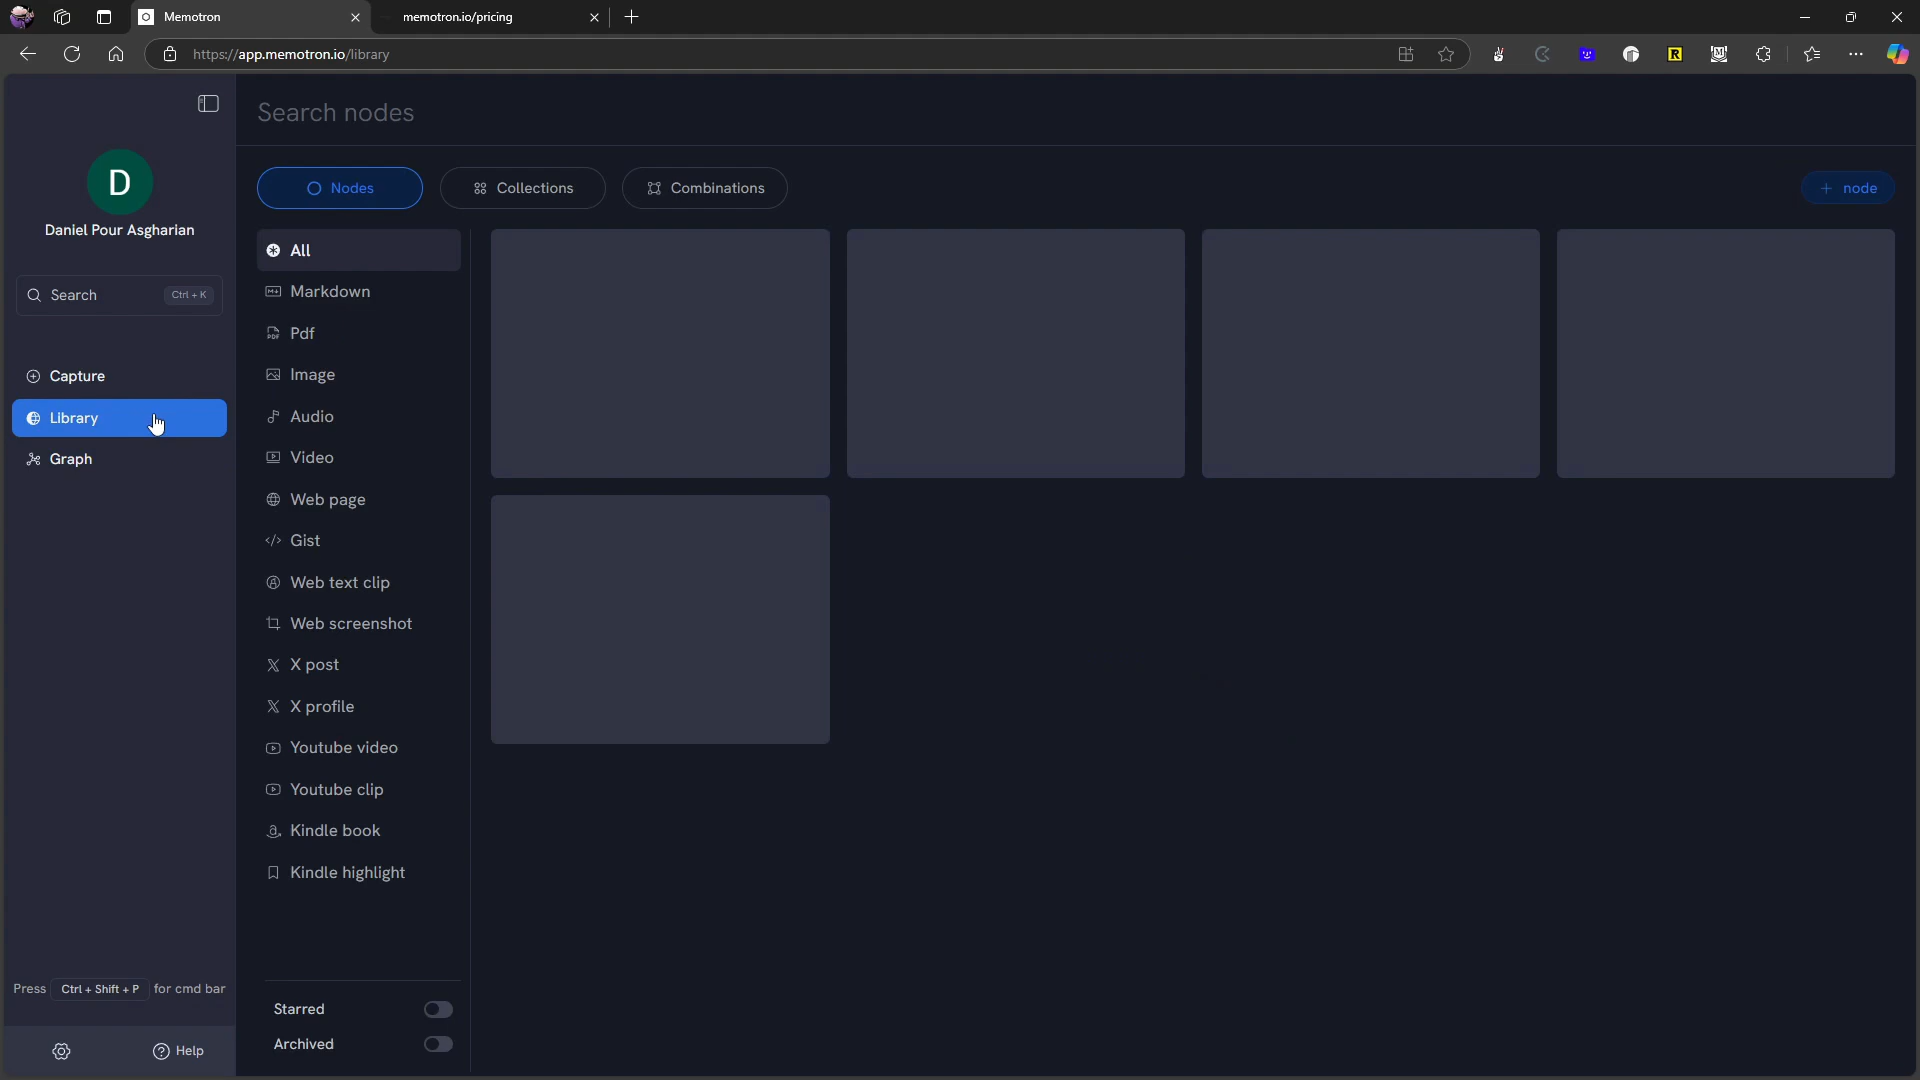 Memotron
memotron.io/pricing
https://app.memotron.io/library
D
Daniel Pour Asgharian
Search Ctrl + K
Capture
Library
Graph
Press Ctrl + Shift + P for cmd bar
Help
Search nodes
Nodes
Collections
Combinations
+ node
All
Markdown
Pdf
Image
Audio
Video
Web page
Gist
Web text clip
Web screenshot
X post
X profile
Youtube video
Youtube clip
Kindle book
Kindle highlight
Starred
Archived